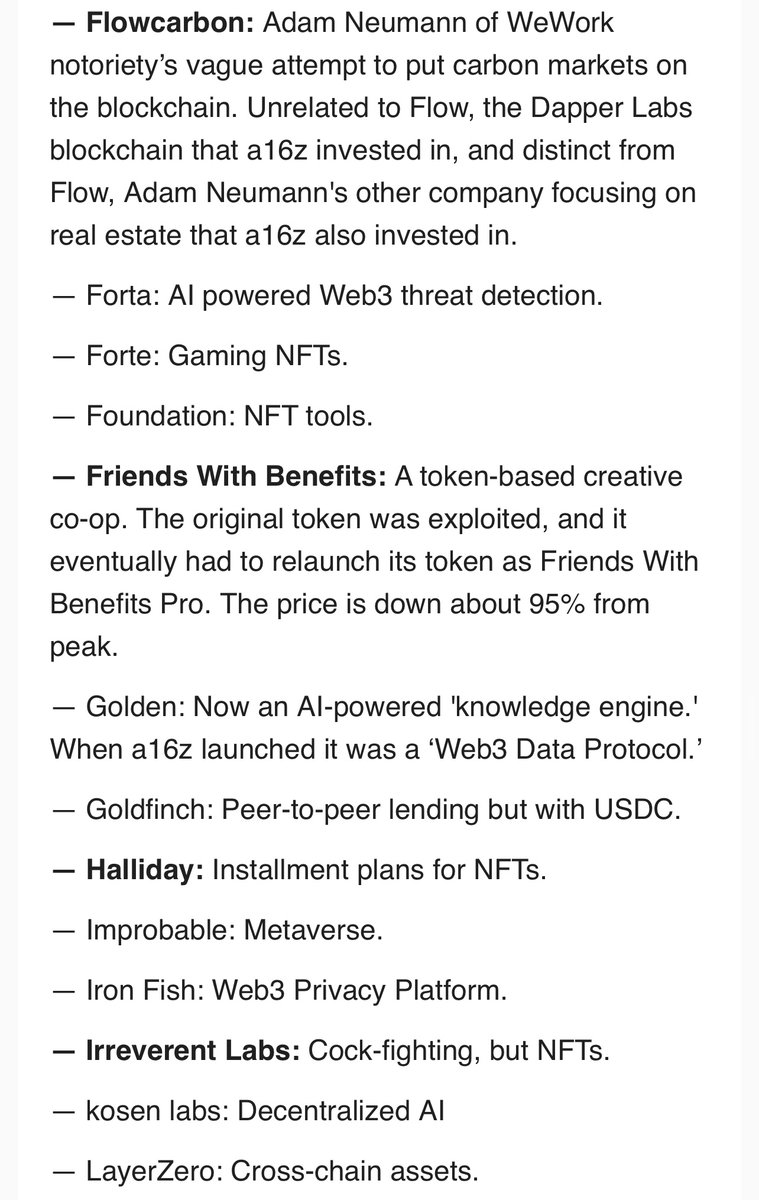 — Flowcarbon: Adam Neumann of WeWork
notoriety’s vague attempt to put carbon markets on
the blockchain. Unrelated to Flow, the Dapper Labs
blockchain that a16z invested in, and distinct from
Flow, Adam Neumann's other company focusing on
real estate that a16z also invested in.
— Forta: AI powered Web3 threat detection.
— Forte: Gaming NFTs.
— Foundation: NFT tools.
— Friends With Benefits: A token-based creative
co-op. The original token was exploited, and it
eventually had to relaunch its token as Friends With
Benefits Pro. The price is down about 95% from
peak.
— Golden: Now an AI-powered 'knowledge engine.'
When a16z launched it was a ‘Web3 Data Protocol.’
— Goldfinch: Peer-to-peer lending but with USDC.
— Halliday: Installment plans for NFTs.
— Improbable: Metaverse.
— Iron Fish: Web3 Privacy Platform.
— Irreverent Labs: Cock-fighting, but NFTs.
— kosen labs: Decentralized AI
— LayerZero: Cross-chain assets.